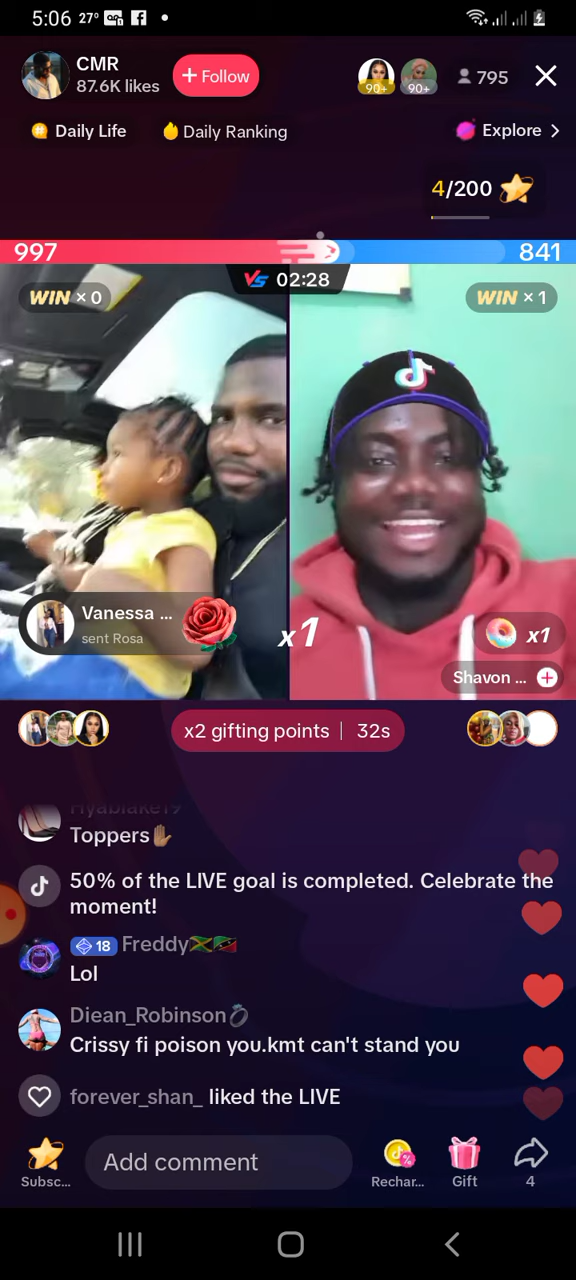 5:06 27°
CMR
87.6K likes
+ Follow
90+
90+
795
Daily Life
Daily Ranking
Explore
4/200
997
841
VS 02:28
WIN × 0
WIN × 1
Vanessa ...
sent Rosa
x1
x1
Shavon ...
x2 gifting points | 32s
Hyablake19
Toppers✋🏽
50% of the LIVE goal is completed. Celebrate the
moment!
18 Freddy🇯🇲🇰🇳
Lol
Diean_Robinson💍
Crissy fi poison you.kmt can't stand you
forever_shan_ liked the LIVE
Subsc...
Add comment
Rechar...
Gift
4